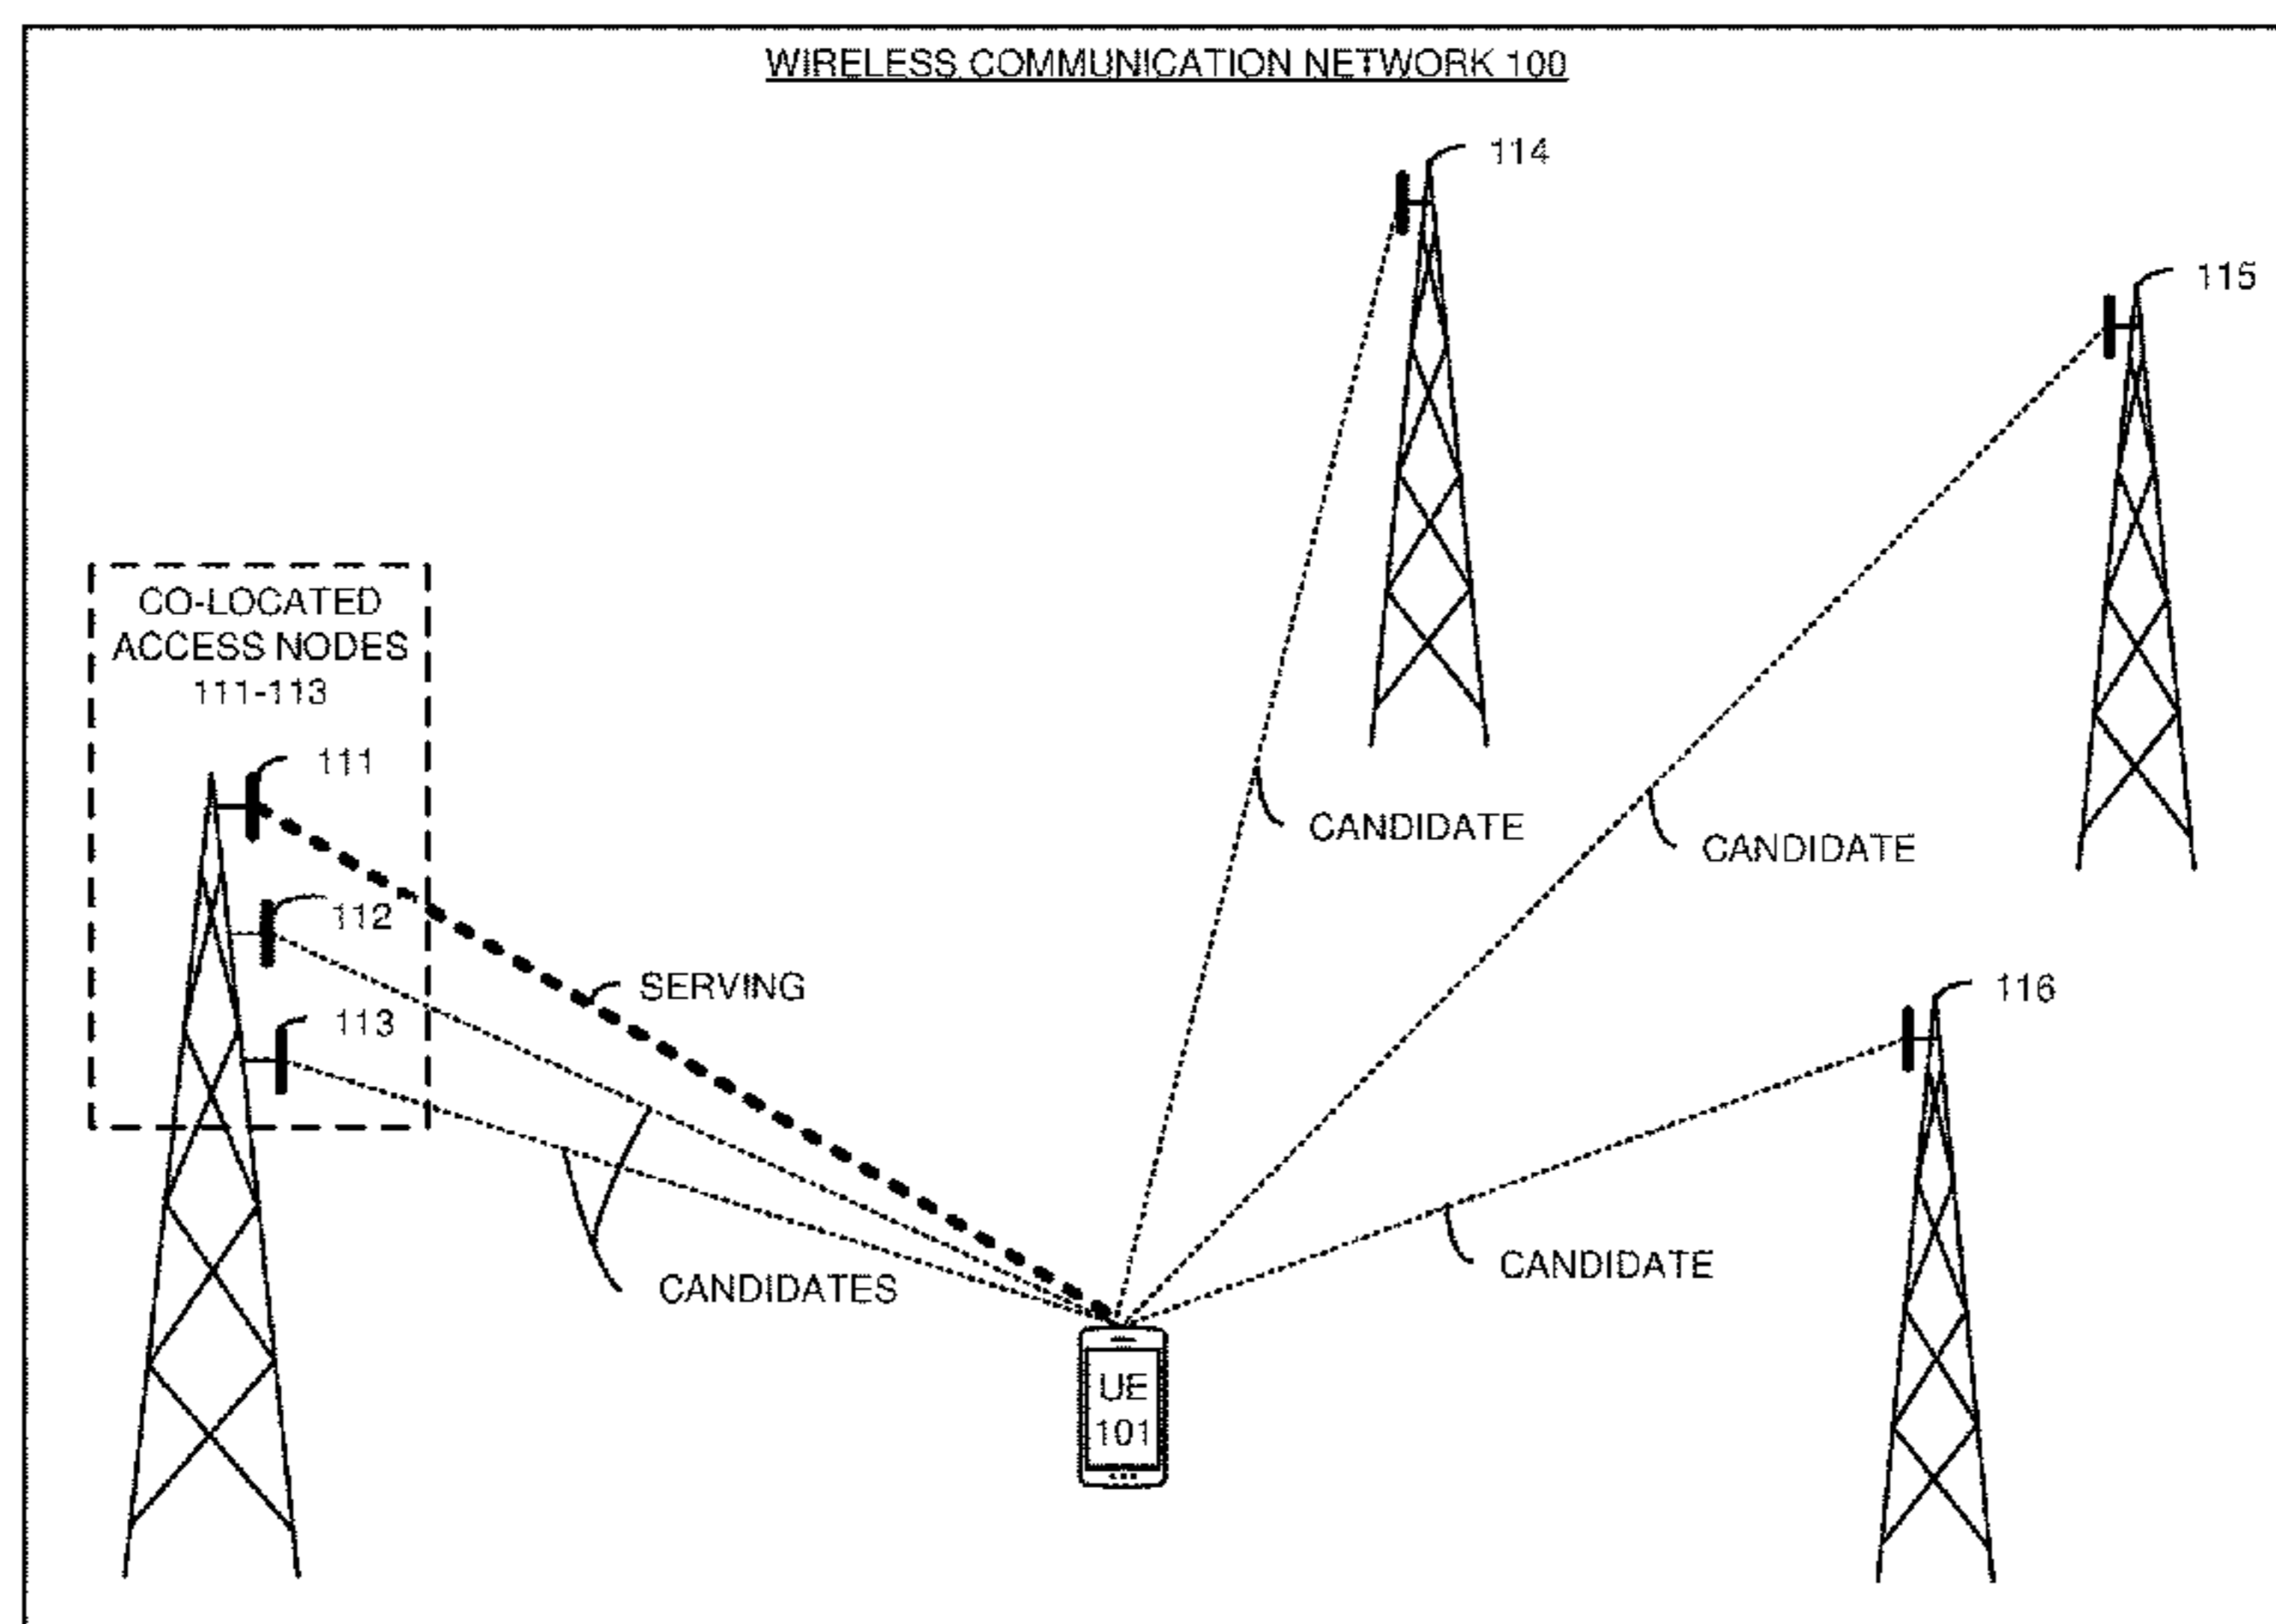 WIRELESS COMMUNICATION NETWORK 100
114
115
CO-LOCATED
ACCESS NODES
111-113
111
CANDIDATE
CANDIDATE
112
SERVING
116
113
CANDIDATE
CANDIDATES
UE
101